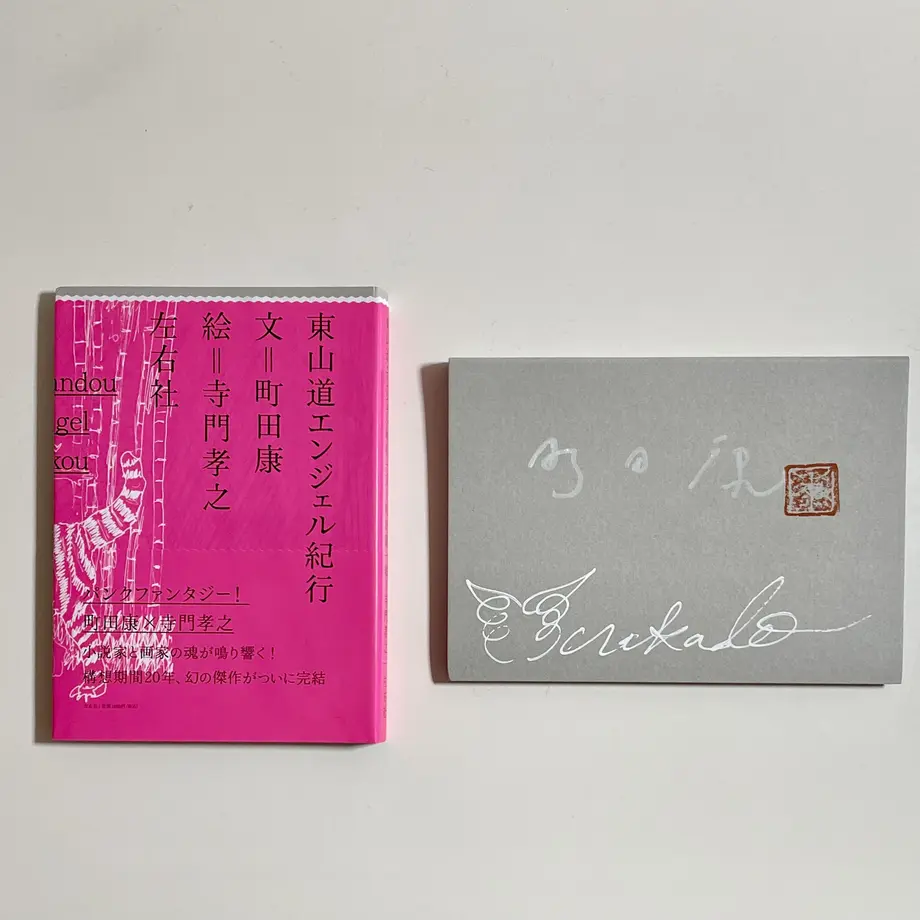 東山道エンジェル紀行
文＝町田康
絵＝寺門孝之
左右社
andou
gel
kou
パンクファンタジー！
町田康×寺門孝之
小説家と画家の魂が鳴り響く！
構想期間20年、幻の傑作がついに完結
町田康
Terakado